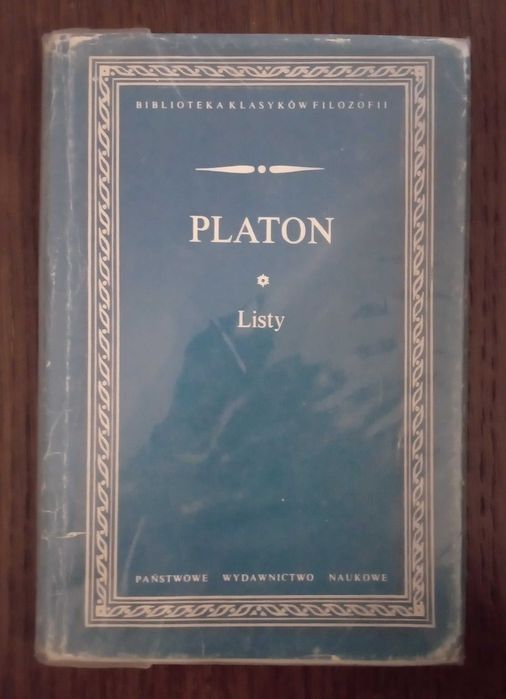 BIBLIOTEKA KLASYKÓW FILOZOFII
PLATON
Listy
PAŃSTWOWE WYDAWNICTWO NAUKOWE